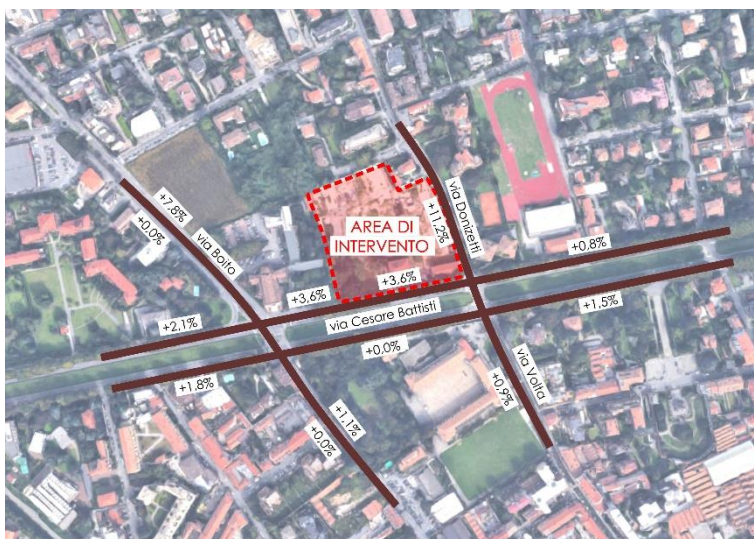 +7.8%
+0.0%
via Boito
via Donizetti
+11.2%
AREA DI
INTERVENTO
+0.8%
+3,6%
+3,6%
via Cesare Battisti
+2,1%
+1.5%
+0.0%
+1.8%
via Volta
+0.9%
+1.1%
+0.0%